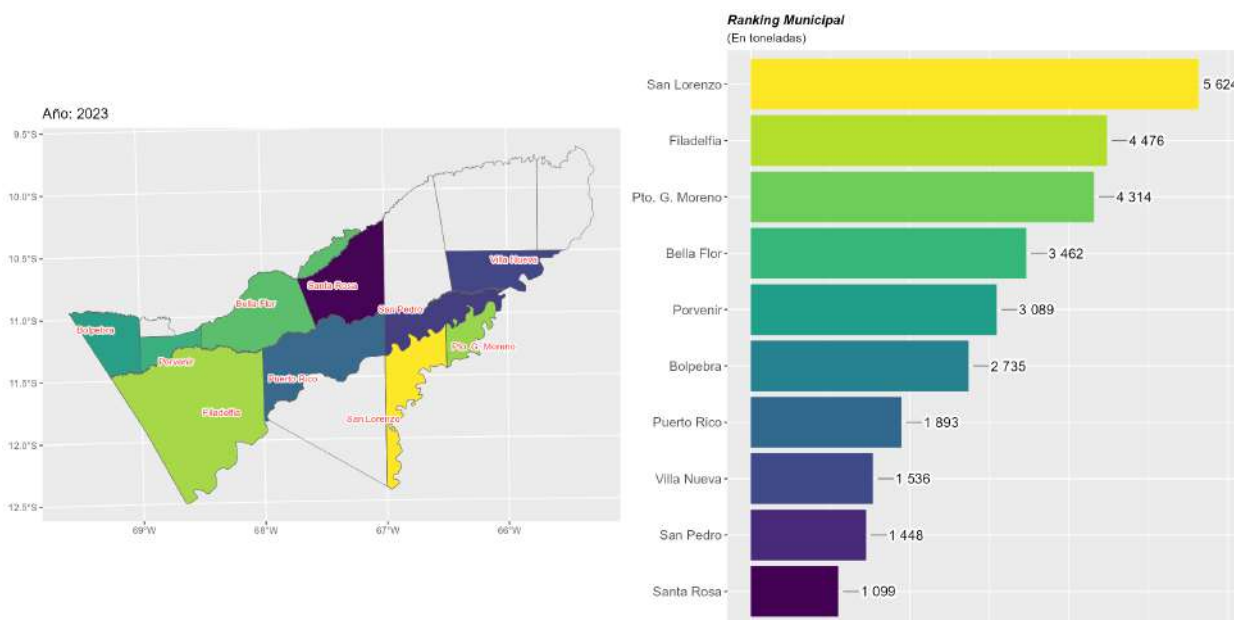 Año: 2023
9.5°S
10.0°S
10.5°S
11.0°S
11.5°S
12.0°S
12.5°S
69°W
68°W
67°W
66°W
Villa Nueva
Santa Rosa
Bella Flor
San Pedro
Bolpebra
Pto. G. Moreno
Porvenir
Puerto Rico
Filadelfia
San Lorenzo
Ranking Municipal
(En toneladas)
San Lorenzo 5 624
Filadelfia 4 476
Pto. G. Moreno 4 314
Bella Flor 3 462
Porvenir 3 089
Bolpebra 2 735
Puerto Rico 1 893
Villa Nueva 1 536
San Pedro 1 448
Santa Rosa 1 099